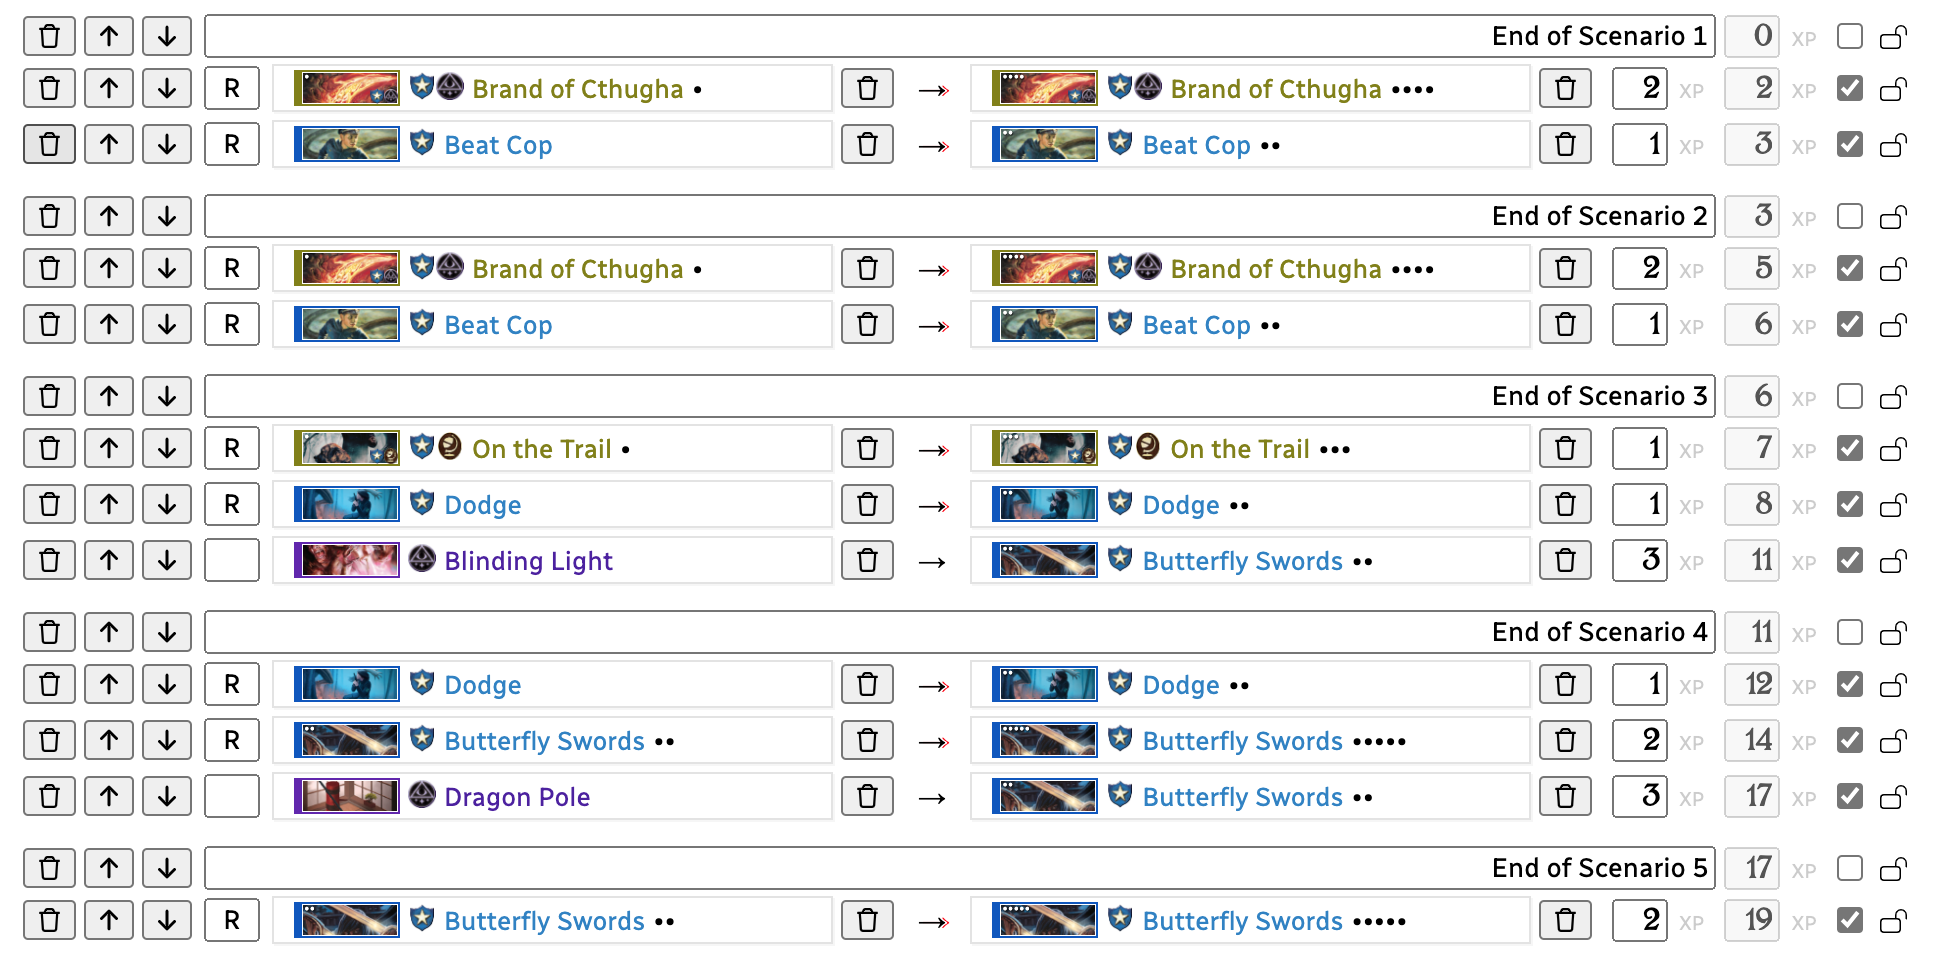 End of Scenario 1 0 XP
R Brand of Cthugha • → Brand of Cthugha •••• 2 XP 2 XP
R Beat Cop → Beat Cop •• 1 XP 3 XP
End of Scenario 2 3 XP
R Brand of Cthugha • → Brand of Cthugha •••• 2 XP 5 XP
R Beat Cop → Beat Cop •• 1 XP 6 XP
End of Scenario 3 6 XP
R On the Trail • → On the Trail ••• 1 XP 7 XP
R Dodge → Dodge •• 1 XP 8 XP
Blinding Light → Butterfly Swords •• 3 XP 11 XP
End of Scenario 4 11 XP
R Dodge → Dodge •• 1 XP 12 XP
R Butterfly Swords •• → Butterfly Swords ••••• 2 XP 14 XP
Dragon Pole → Butterfly Swords •• 3 XP 17 XP
End of Scenario 5 17 XP
R Butterfly Swords •• → Butterfly Swords ••••• 2 XP 19 XP